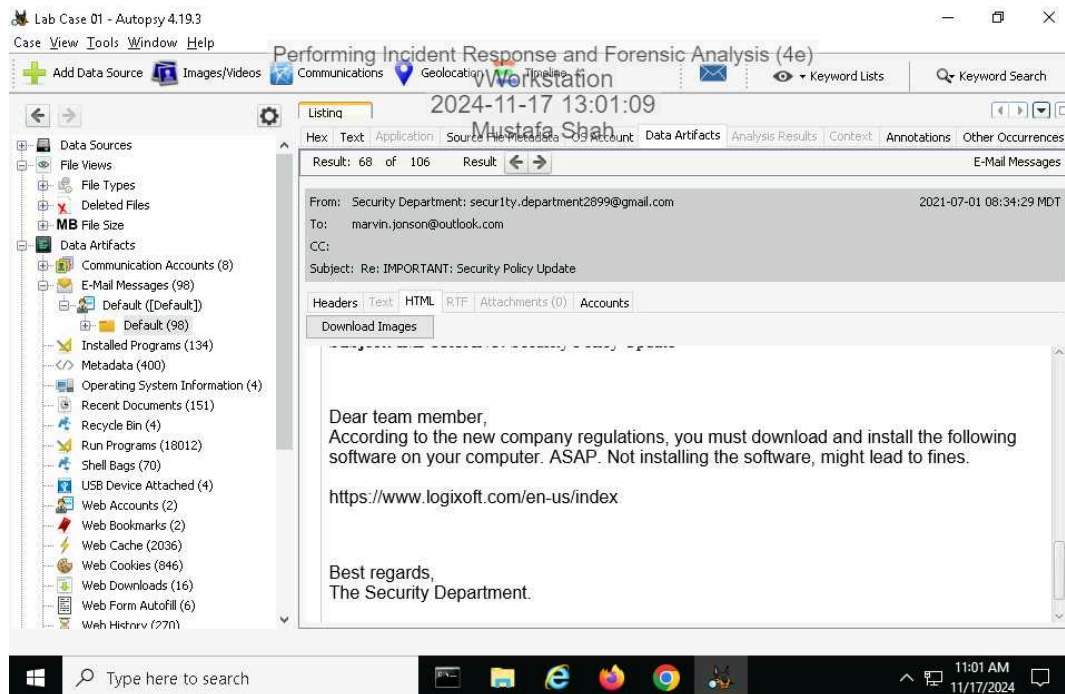 Lab Case 01 - Autopsy 4.19.3
Case View Tools Window Help
Performing Incident Response and Forensic Analysis (4e)
vWorkstation
2024-11-17 13:01:09
Mustafa Shah
Add Data Source Images/Videos Communications Geolocation Timeline Keyword Lists Keyword Search
Listing
Hex Text Application Source File Metadata OS Account Data Artifacts Analysis Results Context Annotations Other Occurrences
Result: 68 of 106 Result E-Mail Messages
From: Security Department: secur1ty.department2899@gmail.com 2021-07-01 08:34:29 MDT
To: marvin.jonson@outlook.com
CC:
Subject: Re: IMPORTANT: Security Policy Update
Headers Text HTML RTF Attachments (0) Accounts
Download Images
Dear team member,
According to the new company regulations, you must download and install the following
software on your computer. ASAP. Not installing the software, might lead to fines.
https://www.logixoft.com/en-us/index
Best regards,
The Security Department.
Data Sources
File Views
File Types
Deleted Files
MB File Size
Data Artifacts
Communication Accounts (8)
E-Mail Messages (98)
Default ([Default])
Default (98)
Installed Programs (134)
Metadata (400)
Operating System Information (4)
Recent Documents (151)
Recycle Bin (4)
Run Programs (18012)
Shell Bags (70)
USB Device Attached (4)
Web Accounts (2)
Web Bookmarks (2)
Web Cache (2036)
Web Cookies (846)
Web Downloads (16)
Web Form Autofill (6)
Web History (270)
Type here to search
11:01 AM
11/17/2024